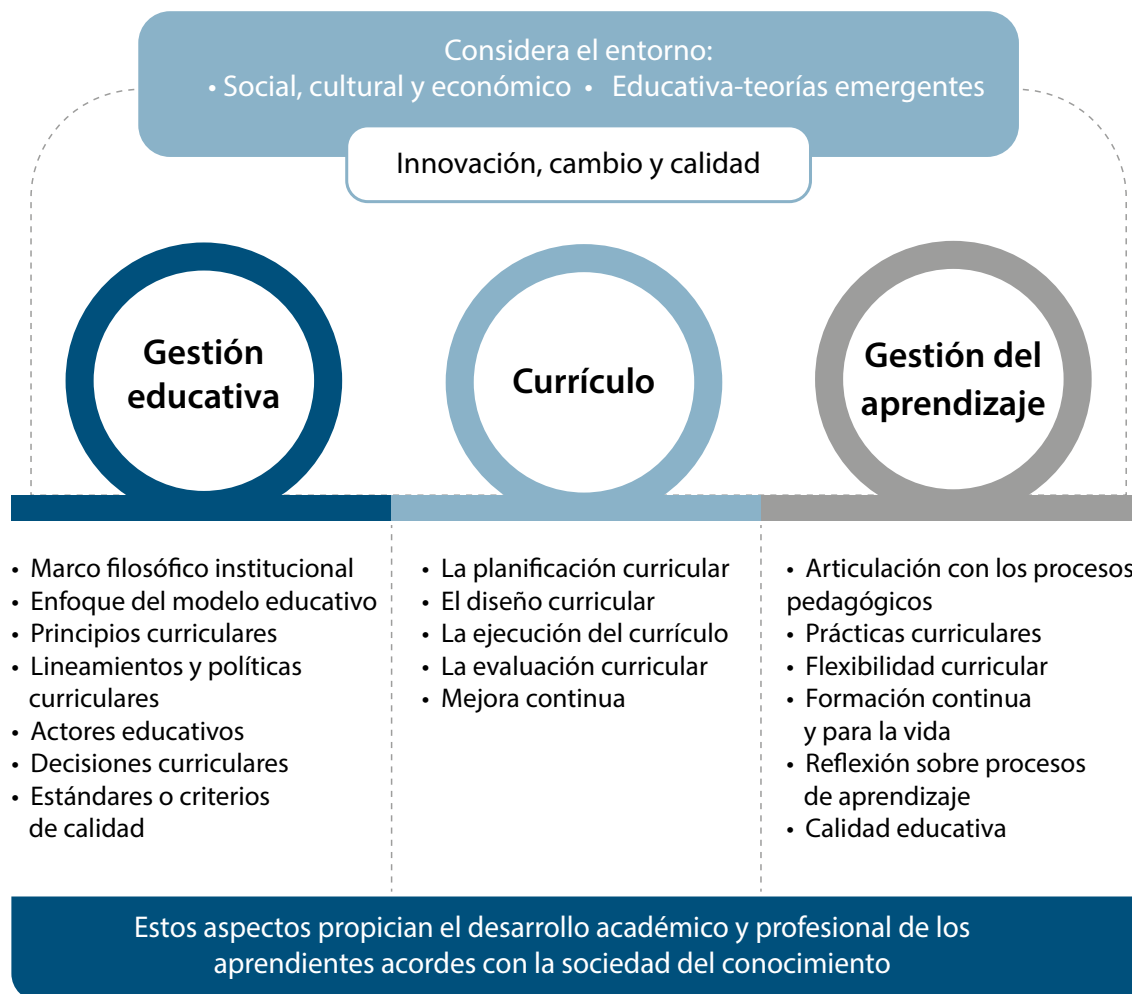 Considera el entorno:
• Social, cultural y económico • Educativa-teorías emergentes
Innovación, cambio y calidad
Gestión
educativa
Currículo
Gestión del
aprendizaje
• Marco filosófico institucional
• Enfoque del modelo educativo
• Principios curriculares
• Lineamientos y políticas
curriculares
• Actores educativos
• Decisiones curriculares
• Estándares o criterios
de calidad
• La planificación curricular
• El diseño curricular
• La ejecución del currículo
• La evaluación curricular
• Mejora continua
• Articulación con los procesos
pedagógicos
• Prácticas curriculares
• Flexibilidad curricular
• Formación continua
y para la vida
• Reflexión sobre procesos
de aprendizaje
• Calidad educativa
Estos aspectos propician el desarrollo académico y profesional de los
aprendientes acordes con la sociedad del conocimiento